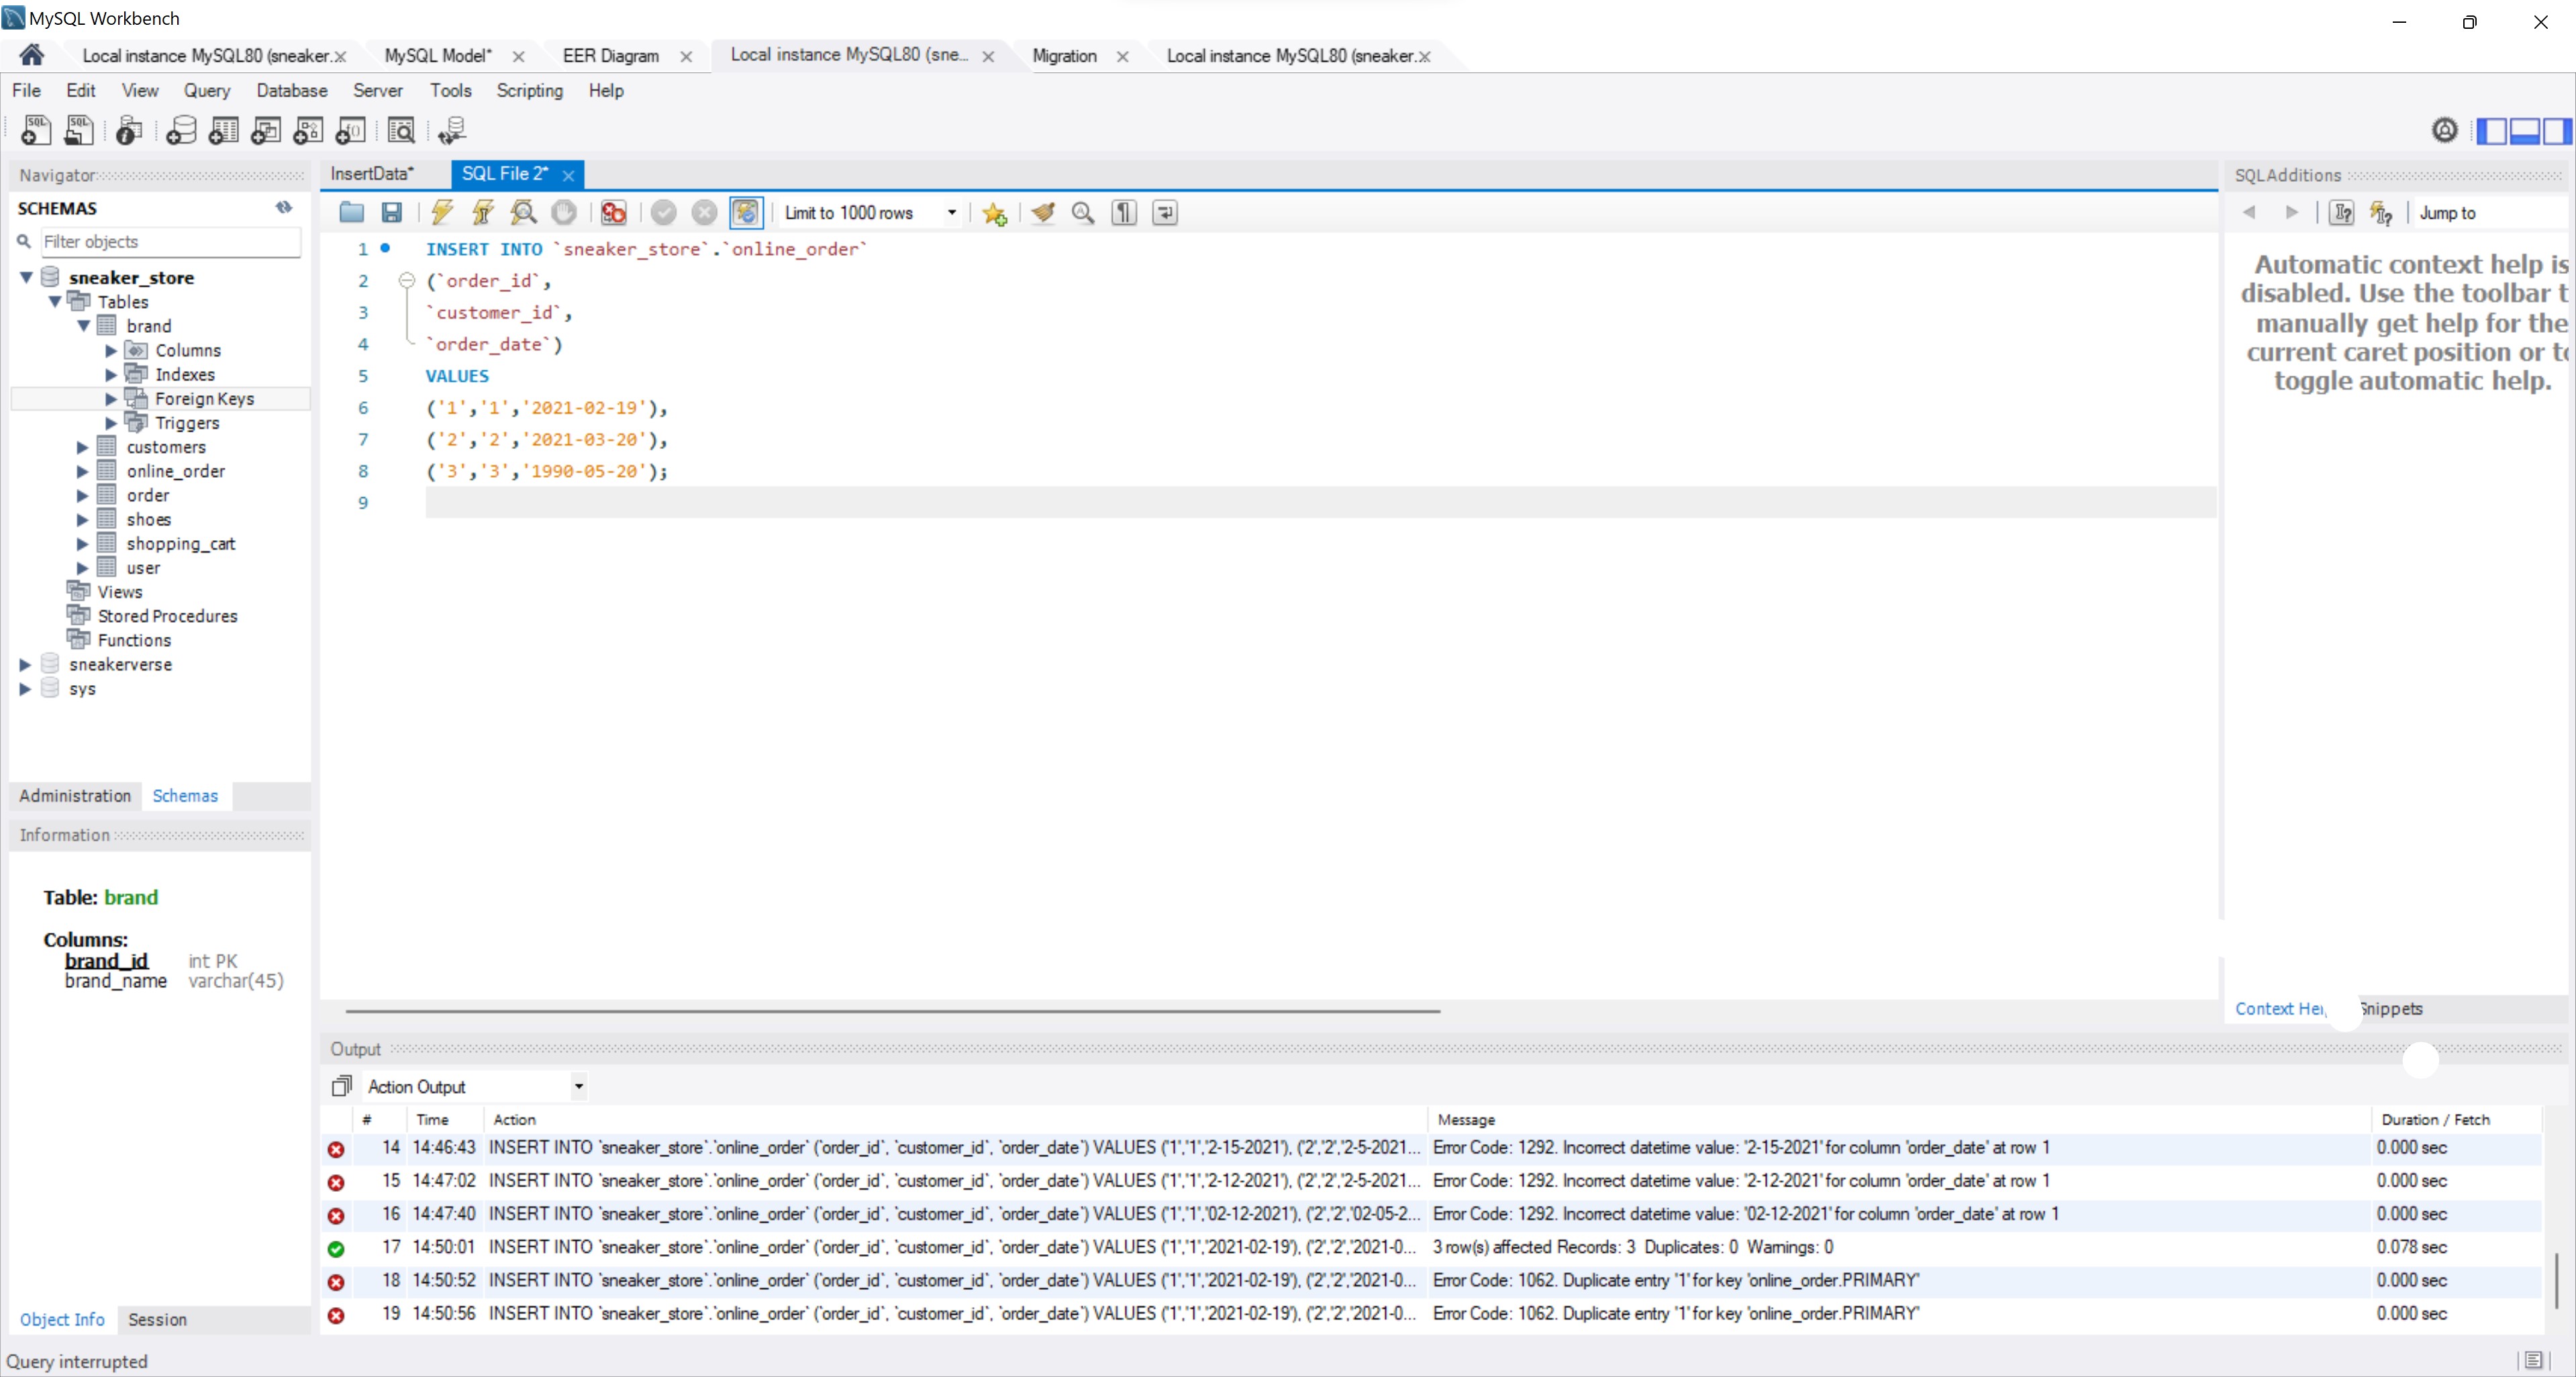 MySQL Workbench
Local instance MySQL80 (sneaker.x MySQL Model* EER Diagram Local instance MySQL80 (sne... Migration Local instance MySQL80 (sneaker.x
File Edit View Query Database Server Tools Scripting Help
Navigator
SCHEMAS
Filter objects
sneaker_store
Tables
brand
Columns
Indexes
Foreign Keys
Triggers
customers
online_order
order
shoes
shopping_cart
user
Views
Stored Procedures
Functions
sneakerverse
sys
Administration Schemas
Information
Table: brand
Columns:
brand_id int PK
brand_name varchar(45)
Object Info Session
Query interrupted
InsertData* SQL File 2*
Limit to 1000 rows
1 INSERT INTO `sneaker_store`.`online_order`
2 (`order_id`,
3 `customer_id`,
4 `order_date`)
5 VALUES
6 ('1','1','2021-02-19'),
7 ('2','2','2021-03-20'),
8 ('3','3','1990-05-20');
9
SQLAdditions
Jump to
Automatic context help is
disabled. Use the toolbar t
manually get help for the
current caret position or to
toggle automatic help.
Context Hel Snippets
Output
Action Output
# Time Action Message Duration / Fetch
14 14:46:43 INSERT INTO `sneaker_store`.`online_order` (`order_id`, `customer_id`, `order_date`) VALUES ('1','1','2-15-2021'), ('2','2','2-5-2021... Error Code: 1292. Incorrect datetime value: '2-15-2021' for column 'order_date' at row 1 0.000 sec
15 14:47:02 INSERT INTO `sneaker_store`.`online_order` (`order_id`, `customer_id`, `order_date`) VALUES ('1','1','2-12-2021'), ('2','2','2-5-2021... Error Code: 1292. Incorrect datetime value: '2-12-2021' for column 'order_date' at row 1 0.000 sec
16 14:47:40 INSERT INTO `sneaker_store`.`online_order` (`order_id`, `customer_id`, `order_date`) VALUES ('1','1','02-12-2021'), ('2','2','02-05-2... Error Code: 1292. Incorrect datetime value: '02-12-2021' for column 'order_date' at row 1 0.000 sec
17 14:50:01 INSERT INTO `sneaker_store`.`online_order` (`order_id`, `customer_id`, `order_date`) VALUES ('1','1','2021-02-19'), ('2','2','2021-0... 3 row(s) affected Records: 3 Duplicates: 0 Warnings: 0 0.078 sec
18 14:50:52 INSERT INTO `sneaker_store`.`online_order` (`order_id`, `customer_id`, `order_date`) VALUES ('1','1','2021-02-19'), ('2','2','2021-0... Error Code: 1062. Duplicate entry '1' for key 'online_order.PRIMARY' 0.000 sec
19 14:50:56 INSERT INTO `sneaker_store`.`online_order` (`order_id`, `customer_id`, `order_date`) VALUES ('1','1','2021-02-19'), ('2','2','2021-0... Error Code: 1062. Duplicate entry '1' for key 'online_order.PRIMARY' 0.000 sec